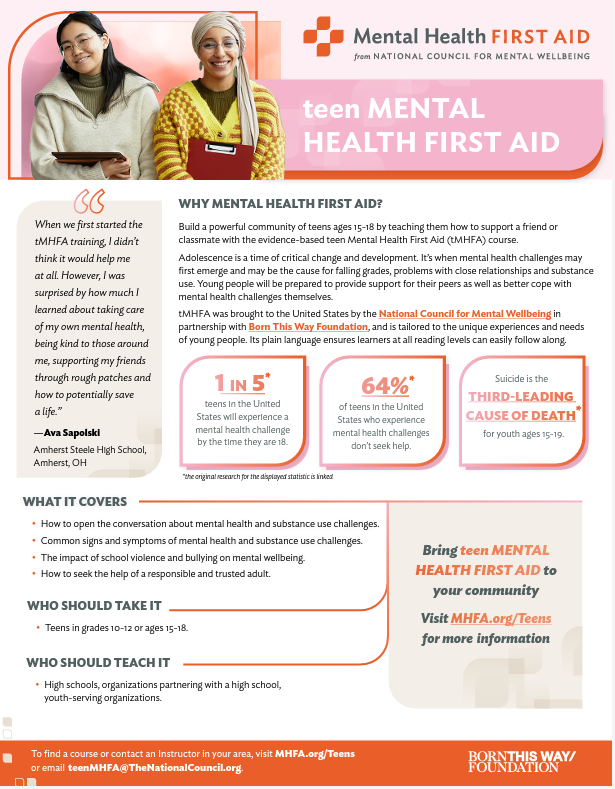 Mental Health FIRST AID
from NATIONAL COUNCIL FOR MENTAL WELLBEING
teen MENTAL
HEALTH FIRST AID
When we first started the
tMHFA training, I didn't
think it would help me
at all. However, I was
surprised by how much I
learned about taking care
of my own mental health,
being kind to those around
me, supporting my friends
through rough patches and
how to potentially save
a life.”
—Ava Sapolski
Amherst Steele High School,
Amherst, OH
WHY MENTAL HEALTH FIRST AID?
Build a powerful community of teens ages 15-18 by teaching them how to support a friend or
classmate with the evidence-based teen Mental Health First Aid (tMHFA) course.
Adolescence is a time of critical change and development. It's when mental health challenges may
first emerge and may be the cause for falling grades, problems with close relationships and substance
use. Young people will be prepared to provide support for their peers as well as better cope with
mental health challenges themselves.
tMHFA was brought to the United States by the National Council for Mental Wellbeing in
partnership with Born This Way Foundation, and is tailored to the unique experiences and needs
of young people. Its plain language ensures learners at all reading levels can easily follow along.
1 IN 5*
teens in the United
States will experience a
mental health challenge
by the time they are 18.
64%*
of teens in the United
States who experience
mental health challenges
don't seek help.
Suicide is the
THIRD-LEADING
CAUSE OF DEATH*
for youth ages 15-19.
*the original research for the displayed statistic is linked
WHAT IT COVERS
• How to open the conversation about mental health and substance use challenges.
• Common signs and symptoms of mental health and substance use challenges.
• The impact of school violence and bullying on mental wellbeing.
• How to seek the help of a responsible and trusted adult.
WHO SHOULD TAKE IT
• Teens in grades 10-12 or ages 15-18.
WHO SHOULD TEACH IT
• High schools, organizations partnering with a high school,
youth-serving organizations.
Bring teen MENTAL
HEALTH FIRST AID to
your community
Visit MHFA.org/Teens
for more information
To find a course or contact an Instructor in your area, visit MHFA.org/Teens
or email teenMHFA@TheNationalCouncil.org.
BORNTHIS WAY/
FOUNDATION